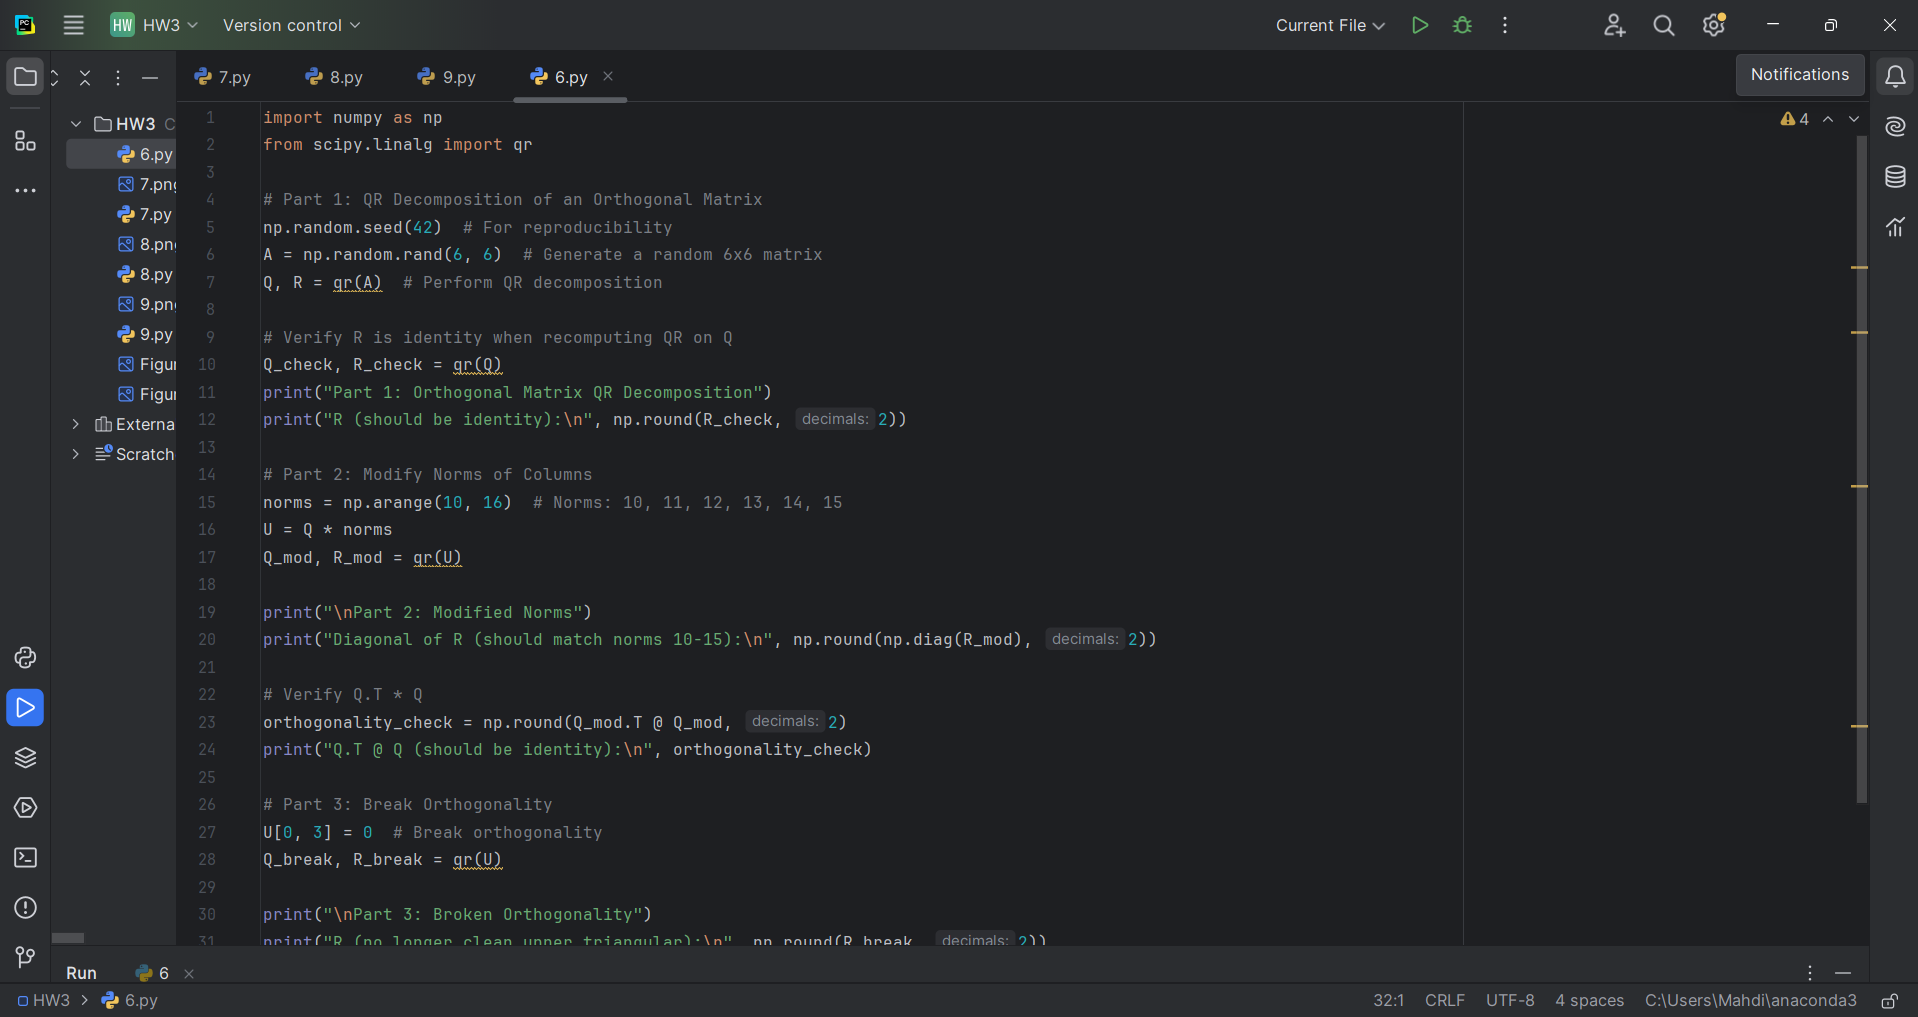 HW HW3 Version control Current File
Notifications
7.py 8.py 9.py 6.py
HW3 C
6.py
7.png
7.py
8.png
8.py
9.png
9.py
Figur
Figur
Externa
Scratch
4
1 import numpy as np
2 from scipy.linalg import qr
3
4 # Part 1: QR Decomposition of an Orthogonal Matrix
5 np.random.seed(42)  # For reproducibility
6 A = np.random.rand(6, 6)  # Generate a random 6x6 matrix
7 Q, R = qr(A)  # Perform QR decomposition
8
9 # Verify R is identity when recomputing QR on Q
10 Q_check, R_check = qr(Q)
11 print("Part 1: Orthogonal Matrix QR Decomposition")
12 print("R (should be identity):\n", np.round(R_check, decimals: 2))
13
14 # Part 2: Modify Norms of Columns
15 norms = np.arange(10, 16)  # Norms: 10, 11, 12, 13, 14, 15
16 U = Q * norms
17 Q_mod, R_mod = qr(U)
18
19 print("\nPart 2: Modified Norms")
20 print("Diagonal of R (should match norms 10-15):\n", np.round(np.diag(R_mod), decimals: 2))
21
22 # Verify Q.T * Q
23 orthogonality_check = np.round(Q_mod.T @ Q_mod, decimals: 2)
24 print("Q.T @ Q (should be identity):\n", orthogonality_check)
25
26 # Part 3: Break Orthogonality
27 U[0, 3] = 0  # Break orthogonality
28 Q_break, R_break = qr(U)
29
30 print("\nPart 3: Broken Orthogonality")
31 print("R (no longer clean upper triangular):\n", np.round(R_break, decimals: 2))
Run 6
HW3 6.py 32:1 CRLF UTF-8 4 spaces C:\Users\Mahdi\anaconda3